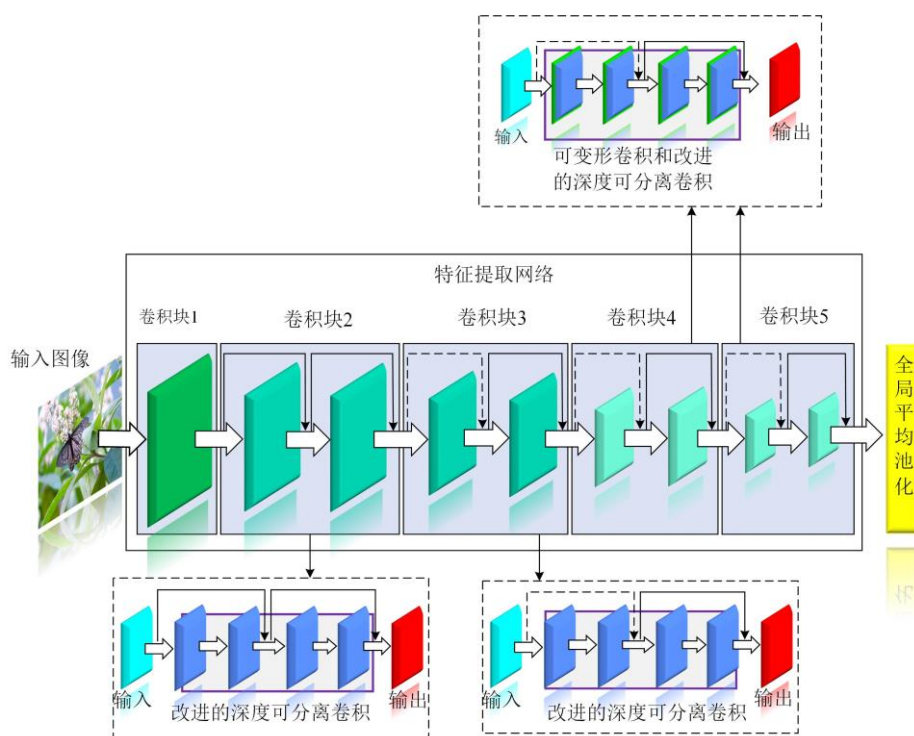 输入
输出
可变形卷积和改进
的深度可分离卷积
特征提取网络
卷积块1
卷积块2
卷积块3
卷积块4
卷积块5
输入图像
全局平均池化
输入
输出
改进的深度可分离卷积
输入
输出
改进的深度可分离卷积